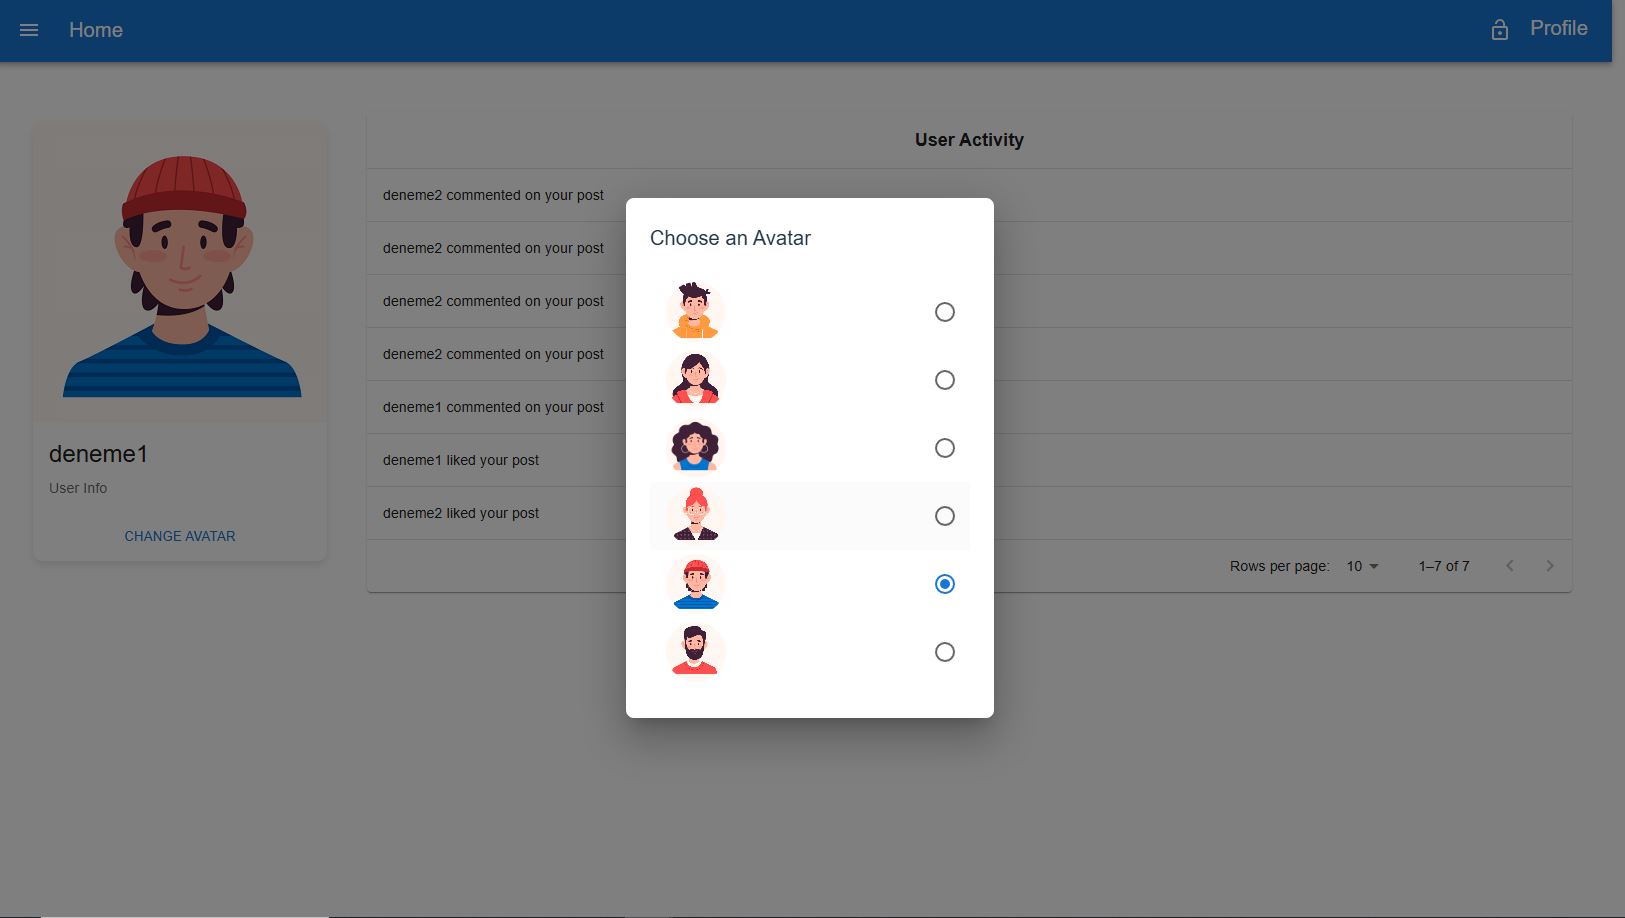 Home
Profile
User Activity
deneme2 commented on your post
deneme2 commented on your post
deneme2 commented on your post
deneme2 commented on your post
deneme1 commented on your post
deneme1 liked your post
deneme2 liked your post
Rows per page: 10 1–7 of 7
deneme1
User Info
CHANGE AVATAR
Choose an Avatar